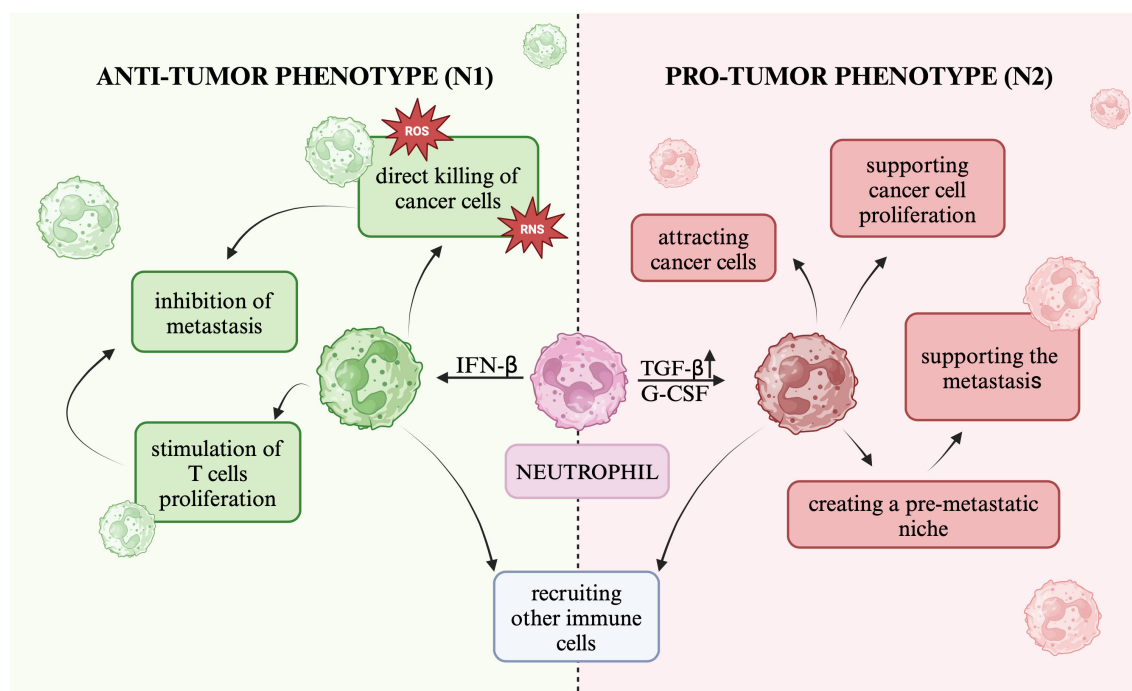 ANTI-TUMOR PHENOTYPE (N1)
ROS
direct killing of
cancer cells
RNS
inhibition of
metastasis
stimulation of
T cells
proliferation
IFN-β
NEUTROPHIL
TGF-β↑
G-CSF
recruiting
other immune
cells
PRO-TUMOR PHENOTYPE (N2)
attracting
cancer cells
supporting
cancer cell
proliferation
supporting the
metastasis
creating a pre-metastatic
niche